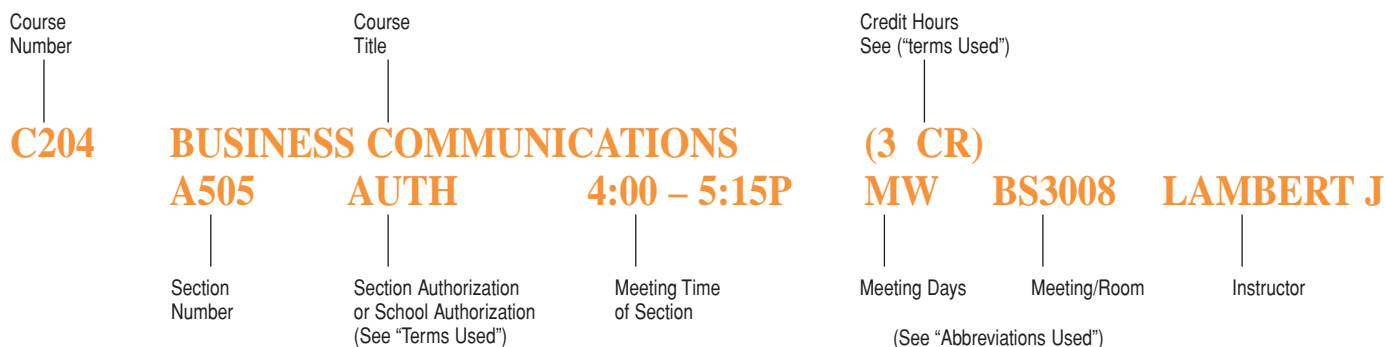 Course Course Credit Hours
Number Title See (“terms Used”)
C204 BUSINESS COMMUNICATIONS (3 CR)
A505 AUTH 4:00 – 5:15P MW BS3008 LAMBERT J
Section Section Authorization Meeting Time Meeting Days Meeting/Room Instructor
Number or School Authorization of Section
(See “Terms Used”) (See “Abbreviations Used”)